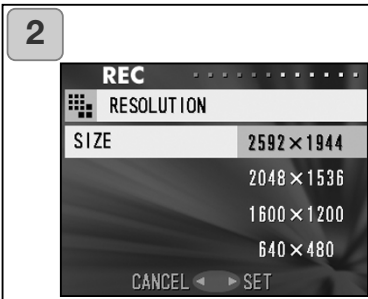 2
REC
RESOLUTION
SIZE 2592×1944
2048×1536
1600×1200
640×480
CANCEL SET